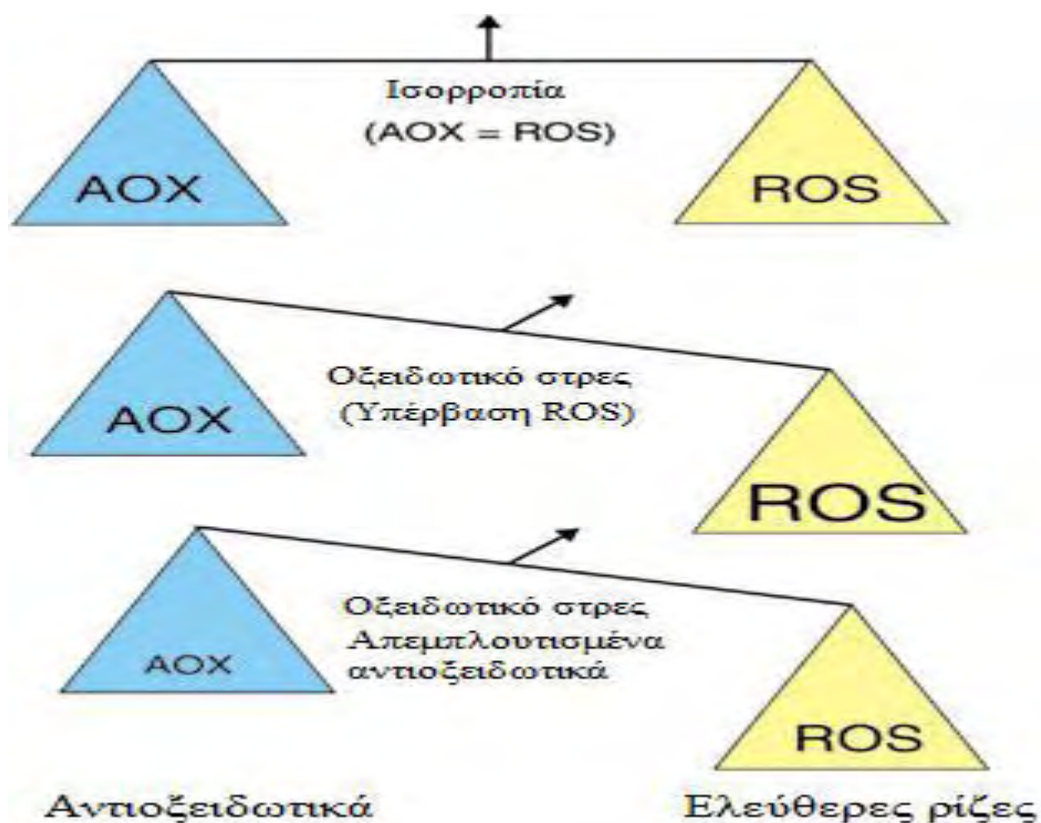 Ισορροπία
(AOX = ROS)
AOX
ROS
Οξειδωτικό στρες
(Υπέρβαση ROS)
AOX
ROS
Οξειδωτικό στρες
Απεμπλουτισμένα
αντιοξειδωτικά
AOX
ROS
Αντιοξειδωτικά
Ελεύθερες ρίζες